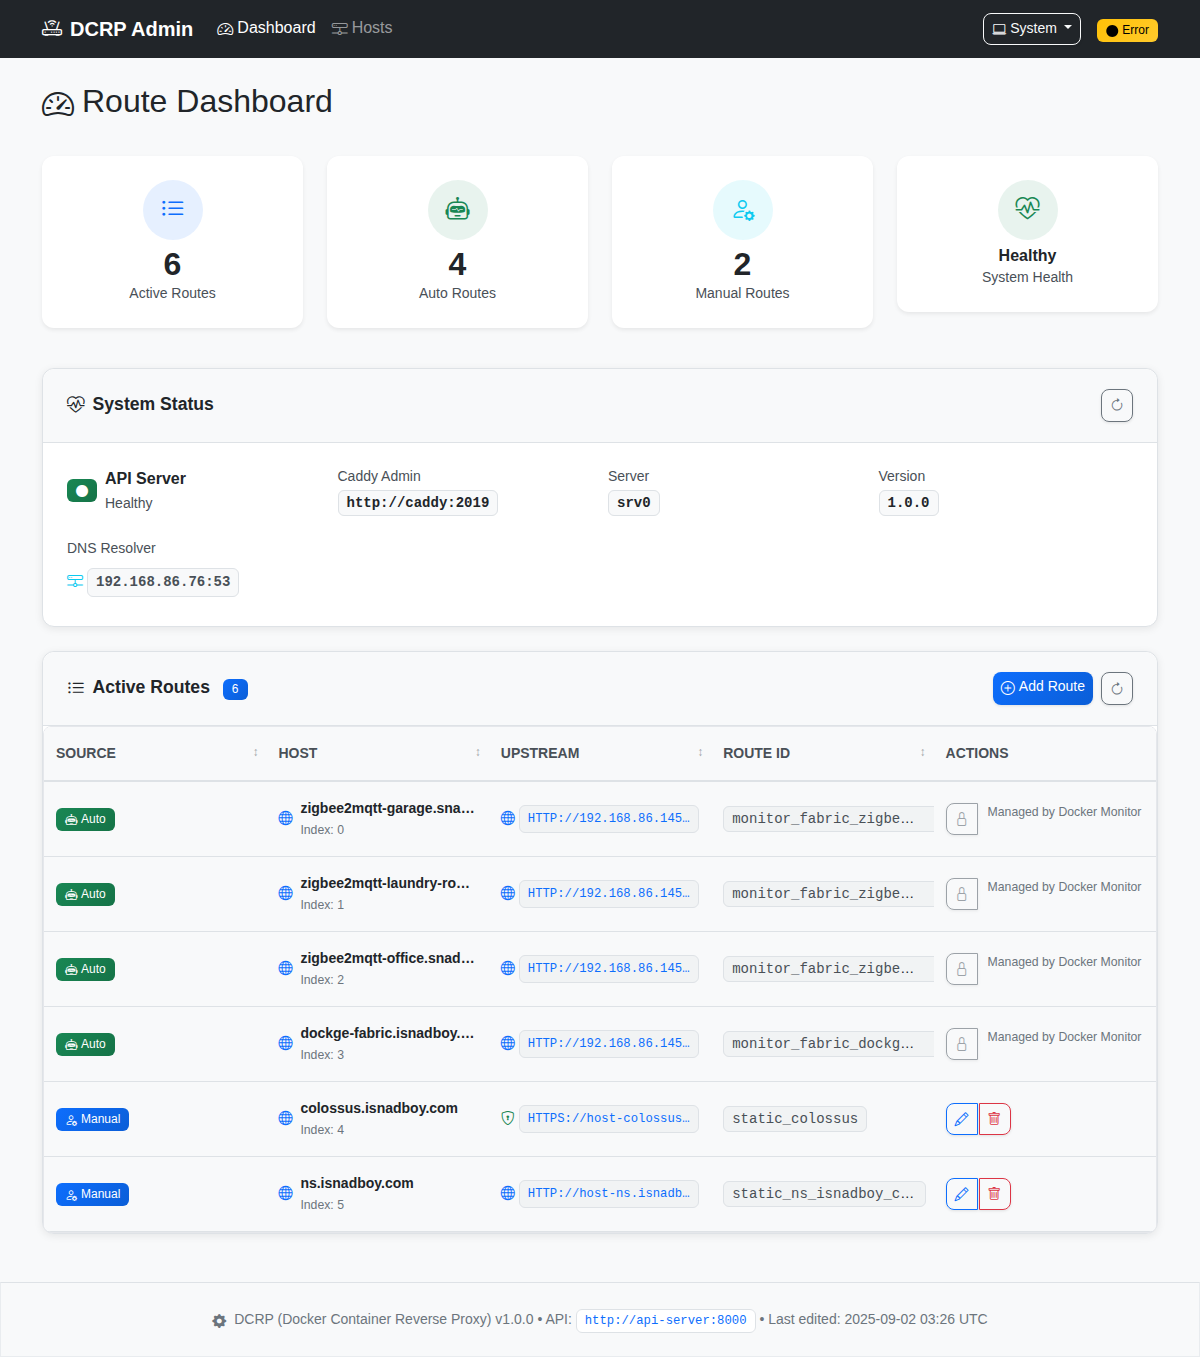 DCRP Admin Dashboard Hosts System Error
Route Dashboard
6
Active Routes
4
Auto Routes
2
Manual Routes
Healthy
System Health
System Status
API Server
Healthy
Caddy Admin
http://caddy:2019
Server
srv0
Version
1.0.0
DNS Resolver
192.168.86.76:53
Active Routes 6 Add Route
SOURCE ↕ HOST ↕ UPSTREAM ↕ ROUTE ID ↕ ACTIONS
Auto zigbee2mqtt-garage.sna… HTTP://192.168.86.145… monitor_fabric_zigbe... Managed by Docker Monitor
Index: 0
Auto zigbee2mqtt-laundry-ro… HTTP://192.168.86.145… monitor_fabric_zigbe... Managed by Docker Monitor
Index: 1
Auto zigbee2mqtt-office.snad… HTTP://192.168.86.145… monitor_fabric_zigbe... Managed by Docker Monitor
Index: 2
Auto dockge-fabric.isnadboy.… HTTP://192.168.86.145… monitor_fabric_dockg... Managed by Docker Monitor
Index: 3
Manual colossus.isnadboy.com HTTPS://host-colossus… static_colossus
Index: 4
Manual ns.isnadboy.com HTTP://host-ns.isnadb… static_ns_isnadboy_c...
Index: 5
DCRP (Docker Container Reverse Proxy) v1.0.0 • API: http://api-server:8000 • Last edited: 2025-09-02 03:26 UTC